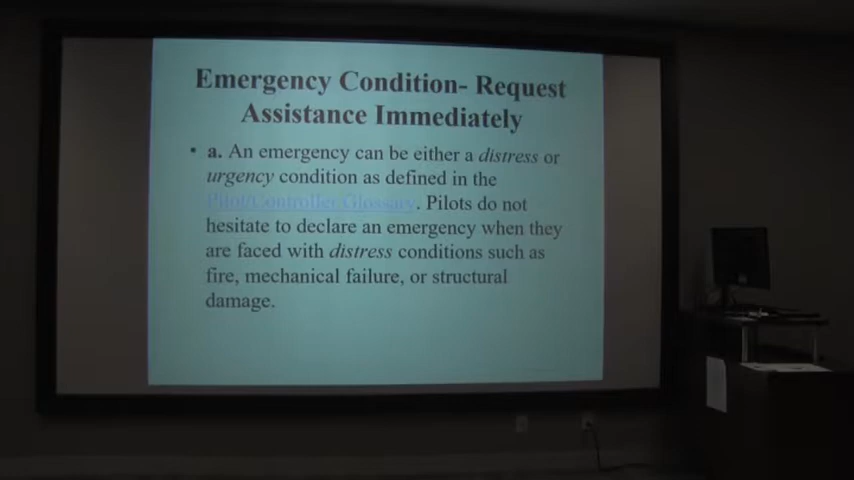 Emergency Condition- Request
Assistance Immediately
▪ a. An emergency can be either a distress or
urgency condition as defined in the
Pilot/Controller Glossary. Pilots do not
hesitate to declare an emergency when they
are faced with distress conditions such as
fire, mechanical failure, or structural
damage.